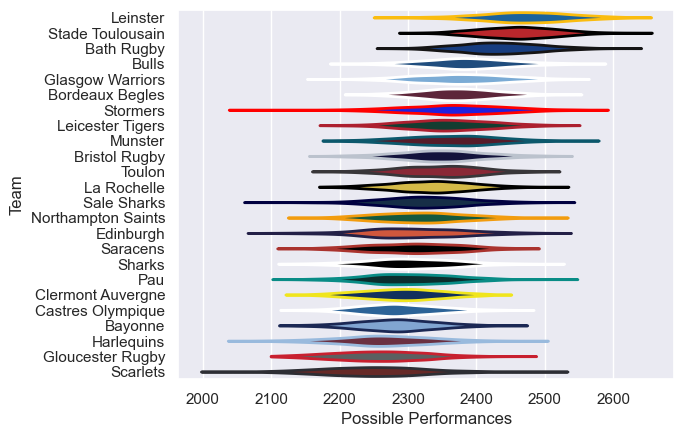 Leinster
Stade Toulousain
Bath Rugby
Bulls
Glasgow Warriors
Bordeaux Begles
Stormers
Leicester Tigers
Munster
Bristol Rugby
Toulon
La Rochelle
Sale Sharks
Northampton Saints
Edinburgh
Saracens
Sharks
Pau
Clermont Auvergne
Castres Olympique
Bayonne
Harlequins
Gloucester Rugby
Scarlets
Team
2000 2100 2200 2300 2400 2500 2600
Possible Performances